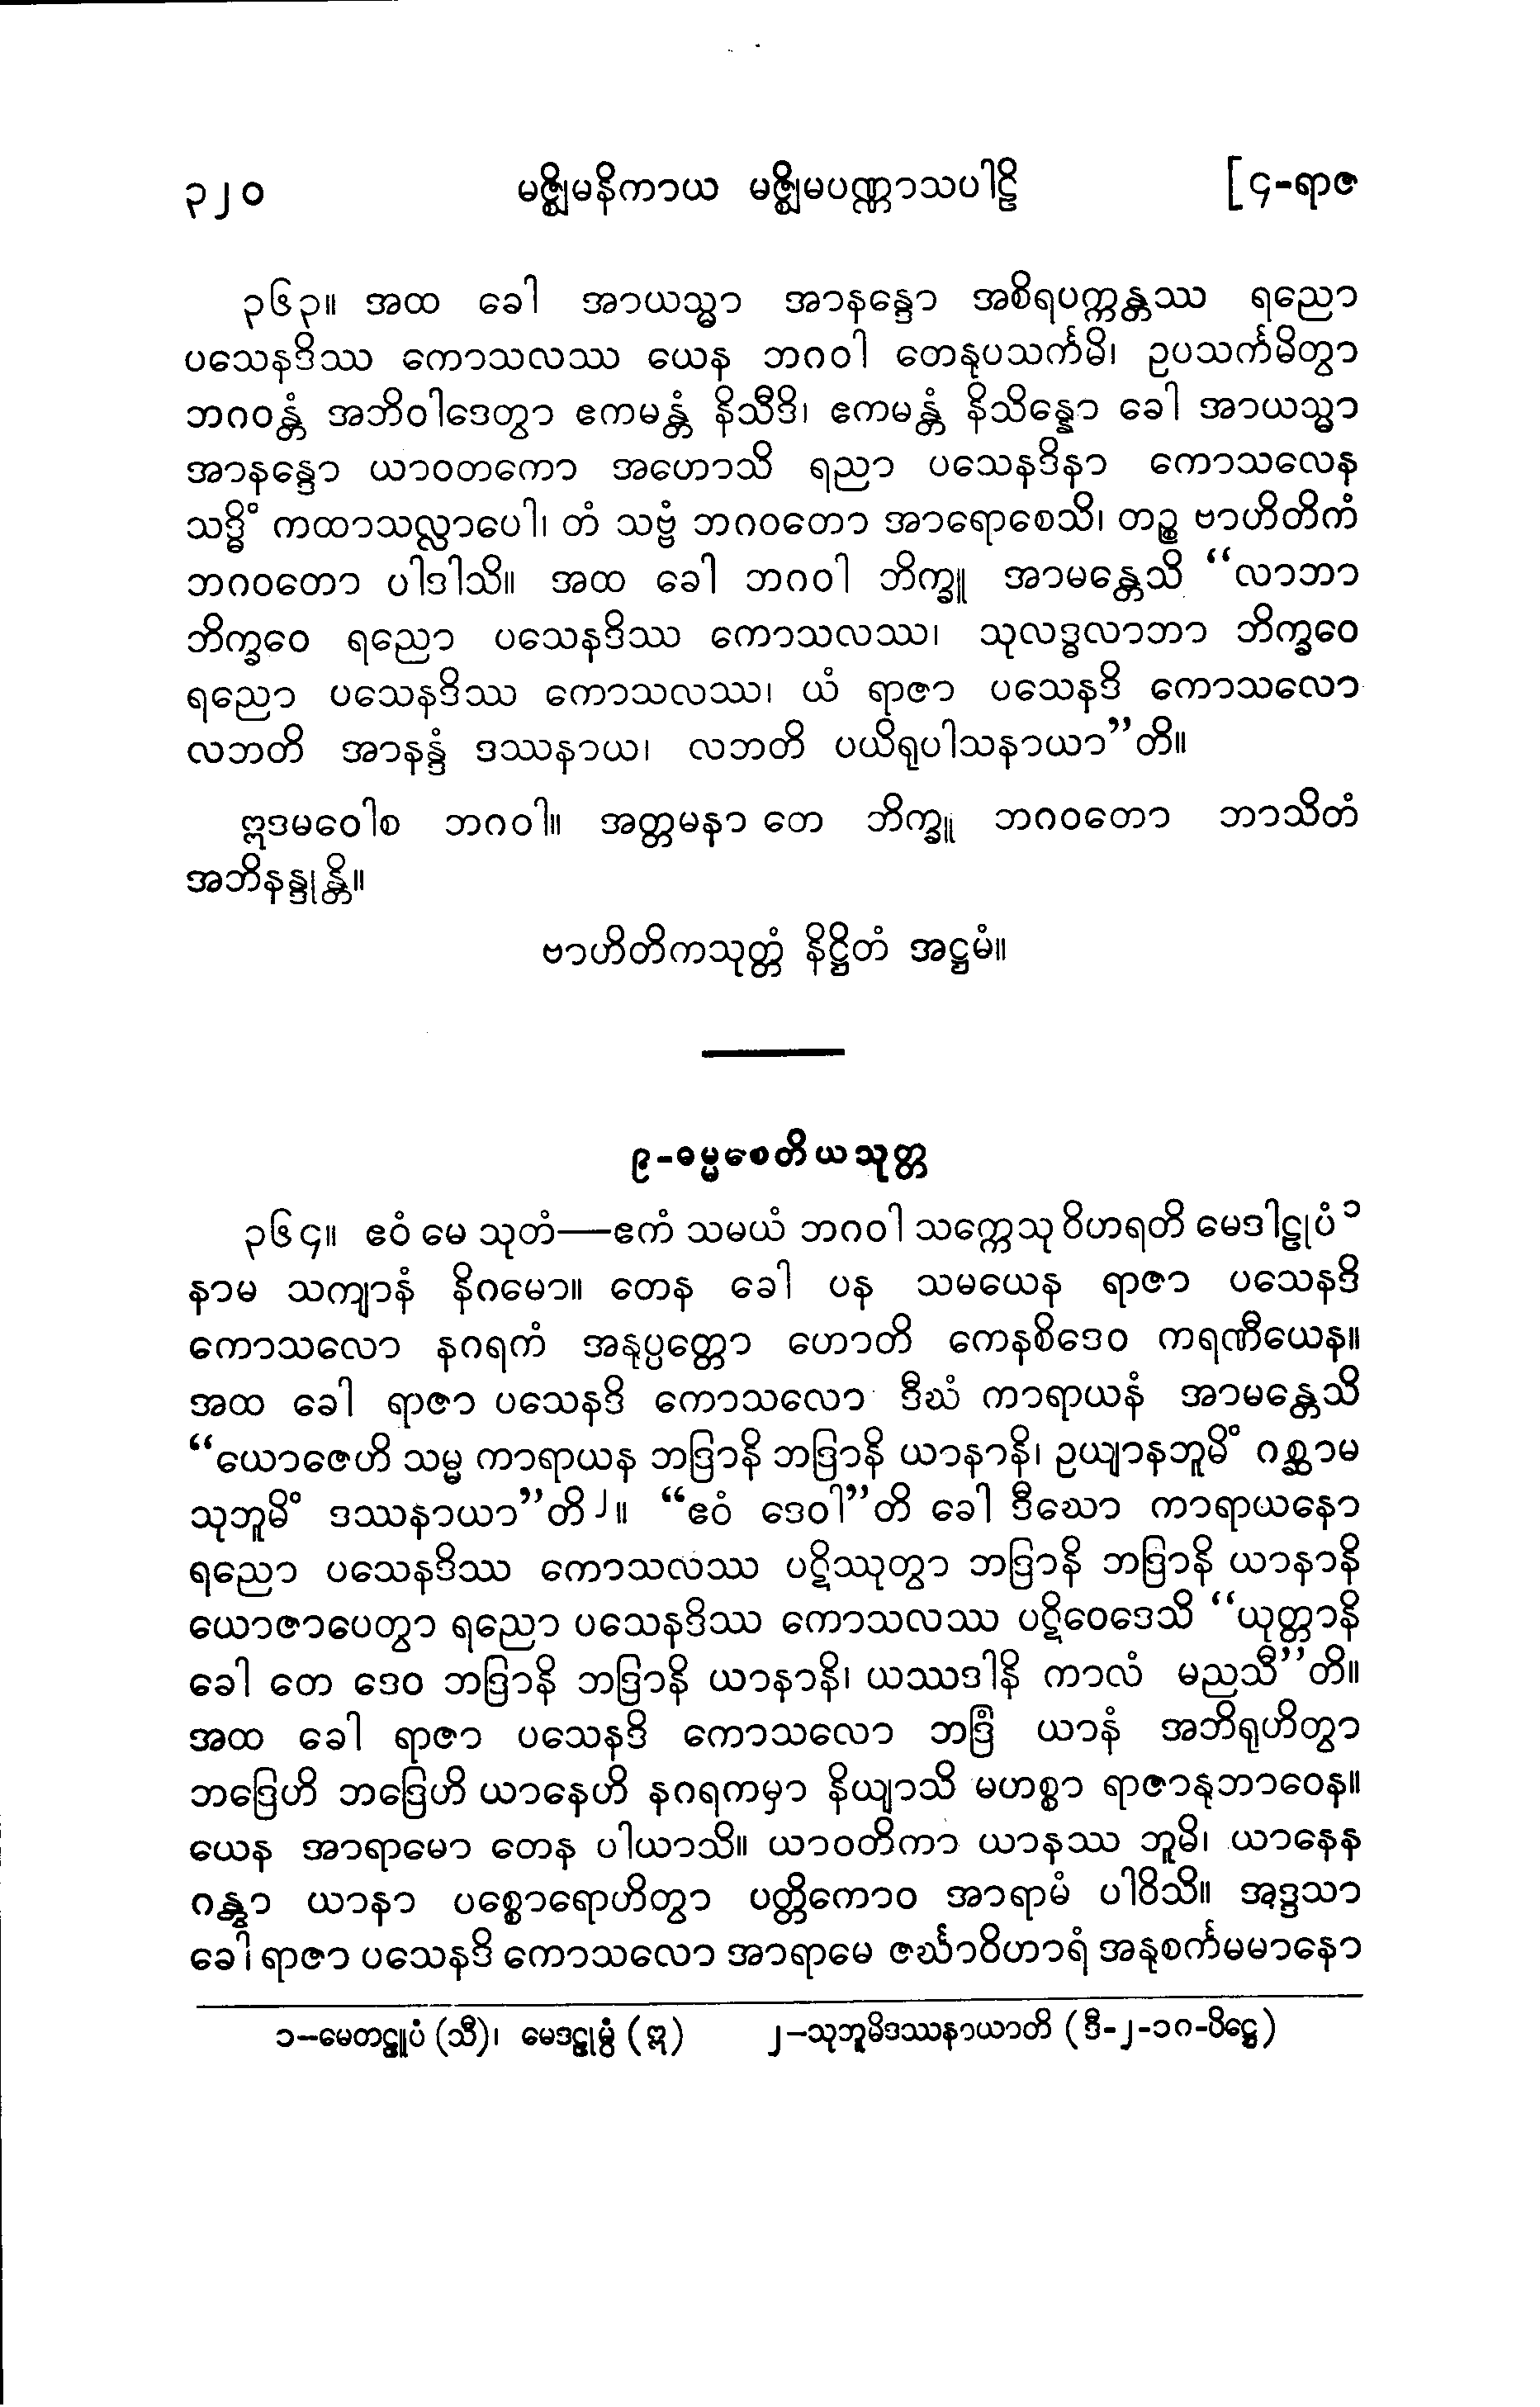 ၃၂၀ မဇ္ဈိမနိကာယ မဇ္ဈိမပဏ္ဏာသပါဠိ [၄-ရာဇ
၃၆၃။ အထ ခေါ အာယသ္မာ အာနန္ဒော အစိရပက္ကန္တဿ ရညော
ပသေနဒိဿ ကောသလဿ ယေန ဘဂဝါ တေနုပသင်္ကမိ၊ ဥပသင်္ကမိတွာ
ဘဂဝန္တံ အဘိဝါဒေတွာ ဧကမန္တံ နိသီဒိ၊ ဧကမန္တံ နိသိန္နော ခေါ အာယသ္မာ
အာနန္ဒော ယာဝတကော အဟောသိ ရညာ ပသေနဒိနာ ကောသလေန
သဒ္ဓိံ ကထာသလ္လာပေါ၊ တံ သဗ္ဗံ ဘဂဝတော အာရောစေသိ၊ တဉ္စ ဗာဟိတိကံ
ဘဂဝတော ပါဒါသိ။ အထ ခေါ ဘဂဝါ ဘိက္ခူ အာမန္တေသိ “လာဘာ
ဘိက္ခဝေ ရညော ပသေနဒိဿ ကောသလဿ၊ သုလဒ္ဓလာဘာ ဘိက္ခဝေ
ရညော ပသေနဒိဿ ကောသလဿ၊ ယံ ရာဇာ ပသေနဒိ ကောသလော
လဘတိ အာနန္ဒံ ဒဿနာယ၊ လဘတိ ပယိရုပါသနာယာ”တိ။
ဣဒမဝေါစ ဘဂဝါ။ အတ္တမနာ တေ ဘိက္ခူ ဘဂဝတော ဘာသိတံ
အဘိနန္ဒုန္တိ။
ဗာဟိတိကသုတ္တံ နိဋ္ဌိတံ အဋ္ဌမံ။
၉-ဓမ္မစေတိယသုတ္တ
၃၆၄။ ဧဝံ မေ သုတံ—ဧကံ သမယံ ဘဂဝါ သက္ကေသု ဝိဟရတိ မေဒါဠုပံ ၁
နာမ သကျာနံ နိဂမော။ တေန ခေါ ပန သမယေန ရာဇာ ပသေနဒိ
ကောသလော နဂရကံ အနုပ္ပတ္တော ဟောတိ ကေနစိဒေဝ ကရဏီယေန။
အထ ခေါ ရာဇာ ပသေနဒိ ကောသလော ဒီဃံ ကာရာယနံ အာမန္တေသိ
“ယောဇေဟိ သမ္မ ကာရာယန ဘဒြာနိ ဘဒြာနိ ယာနာနိ၊ ဥယျာနဘူမိံ ဂစ္ဆာမ
သုဘူမိံ ဒဿနာယာ”တိ ၂။ “ဧဝံ ဒေဝါ”တိ ခေါ ဒီဃော ကာရာယနော
ရညော ပသေနဒိဿ ကောသလဿ ပဋိဿုတွာ ဘဒြာနိ ဘဒြာနိ ယာနာနိ
ယောဇာပေတွာ ရညော ပသေနဒိဿ ကောသလဿ ပဋိဝေဒေသိ “ယုတ္တာနိ
ခေါ တေ ဒေဝ ဘဒြာနိ ဘဒြာနိ ယာနာနိ၊ ယဿဒါနိ ကာလံ မညသီ”တိ။
အထ ခေါ ရာဇာ ပသေနဒိ ကောသလော ဘဒြံ ယာနံ အဘိရုဟိတွာ
ဘဒြေဟိ ဘဒြေဟိ ယာနေဟိ နဂရကမှာ နိယျာသိ မဟစ္စာ ရာဇာနုဘာဝေန။
ယေန အာရာမော တေန ပါယာသိ။ ယာဝတိကာ ယာနဿ ဘူမိ၊ ယာနေန
ဂန္တွာ ယာနာ ပစ္စောရောဟိတွာ ပတ္တိကောဝ အာရာမံ ပါဝိသိ။ အဒ္ဒသာ
ခေါ ရာဇာ ပသေနဒိ ကောသလော အာရာမေ ဇင်္ဃာဝိဟာရံ အနုစင်္ကမမာနော
၁—မေတဠူပံ (သီ)၊ မေဒဠုမ္ပံ (ဣ) ၂—သုဘူမိဒဿနာယာတိ (ဒီ-၂-၁၈-ပိဋ္ဌေ)